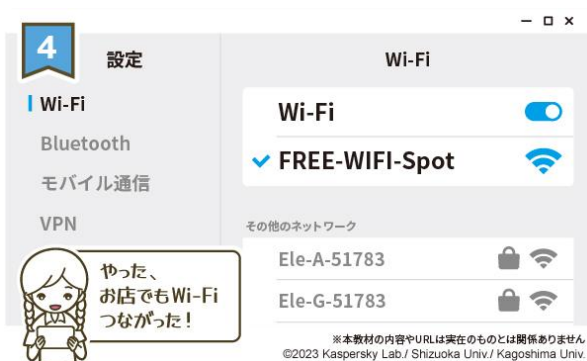 4
設定
Wi-Fi
Wi-Fi
Bluetooth
モバイル通信
VPN
Wi-Fi
FREE-WIFI-Spot
その他のネットワーク
Ele-A-51783
Ele-G-51783
やった、
お店でもWi-Fi
つながった!
※本教材の内容やURLは実在のものとは関係ありません
©2023 Kaspersky Lab./ Shizuoka Univ./ Kagoshima Univ.